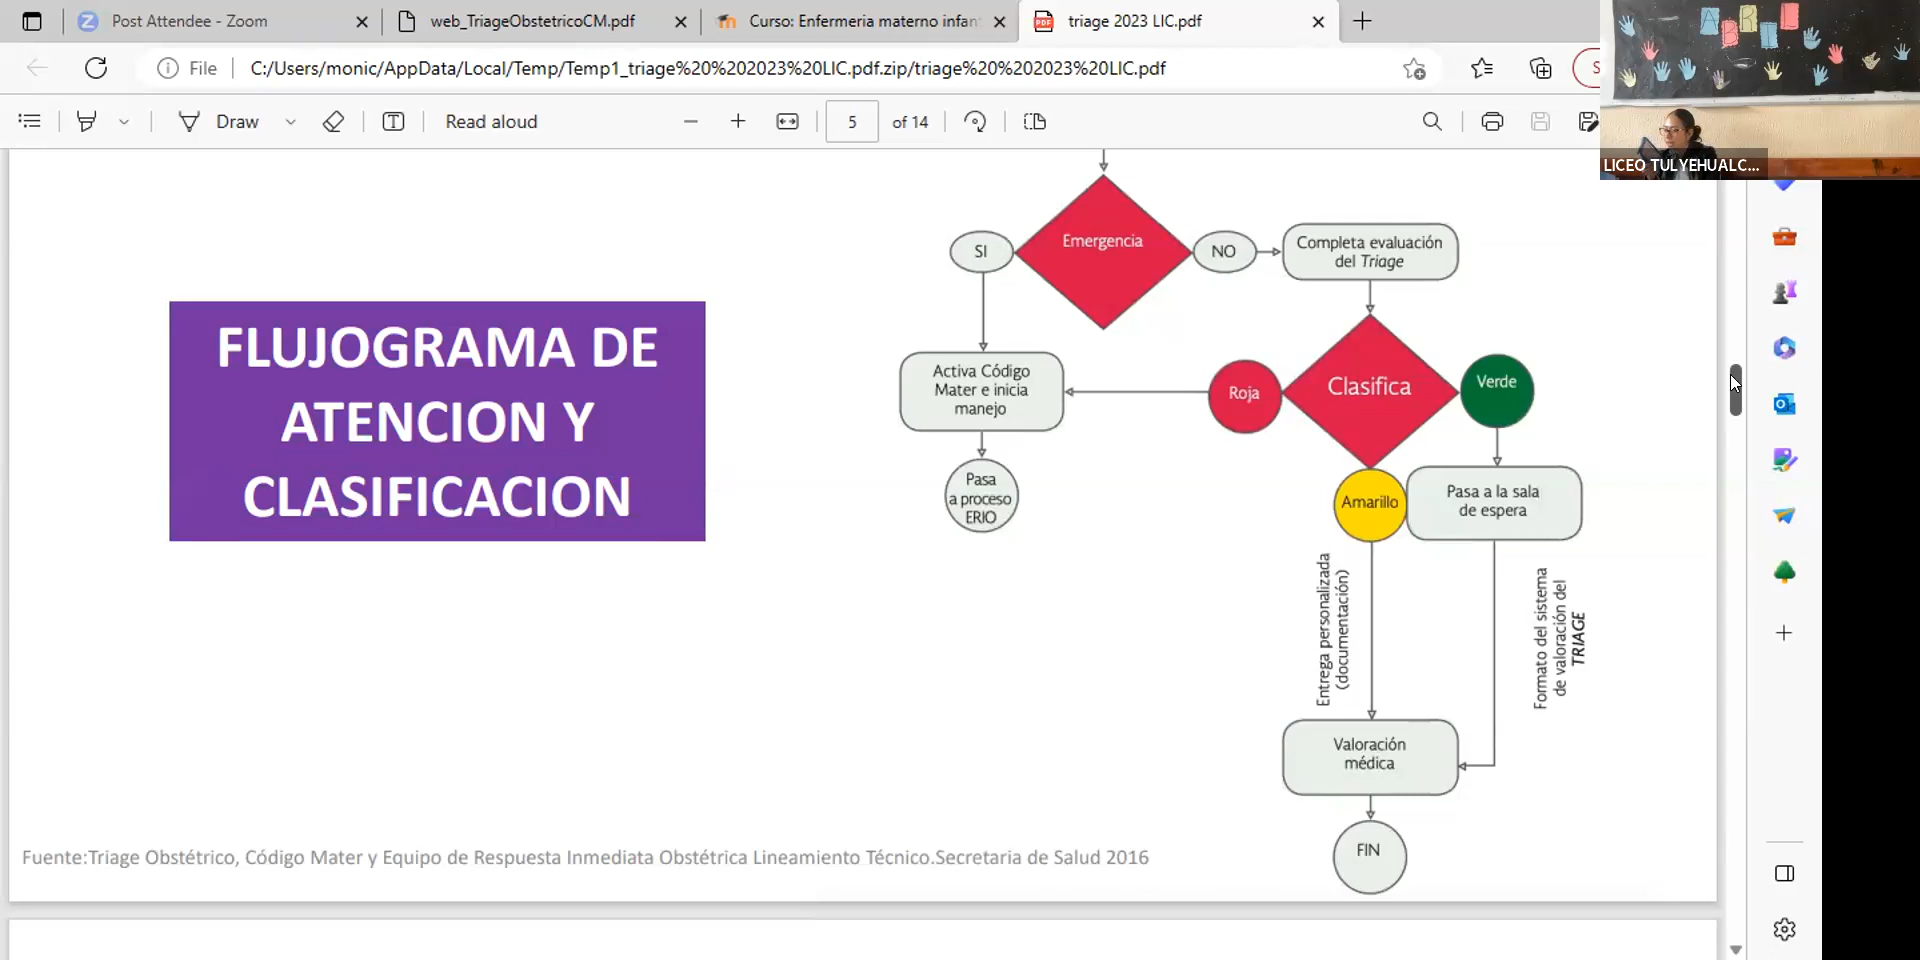 Post Attendee - Zoom
web_TriageObstetricoCM.pdf
Curso: Enfermeria materno infan
triage 2023 LIC.pdf
File
C:/Users/monic/AppData/Local/Temp/Temp1_triage%20%202023%20LIC.pdf.zip/triage%20%202023%20LIC.pdf
S
Draw
Read aloud
5
of 14
ABRIL
LICEO TULYEHUALC...
FLUJOGRAMA DE
ATENCION Y
CLASIFICACION
Emergencia
SI
NO
Completa evaluación
del Triage
Activa Código
Mater e inicia
manejo
Roja
Clasifica
Verde
Pasa
a proceso
ERIO
Amarillo
Pasa a la sala
de espera
Entrega personalizada
(documentación)
Formato del sistema
de valoración del
TRIAGE
Valoración
médica
FIN
Fuente:Triage Obstétrico, Código Mater y Equipo de Respuesta Inmediata Obstétrica Lineamiento Técnico.Secretaria de Salud 2016